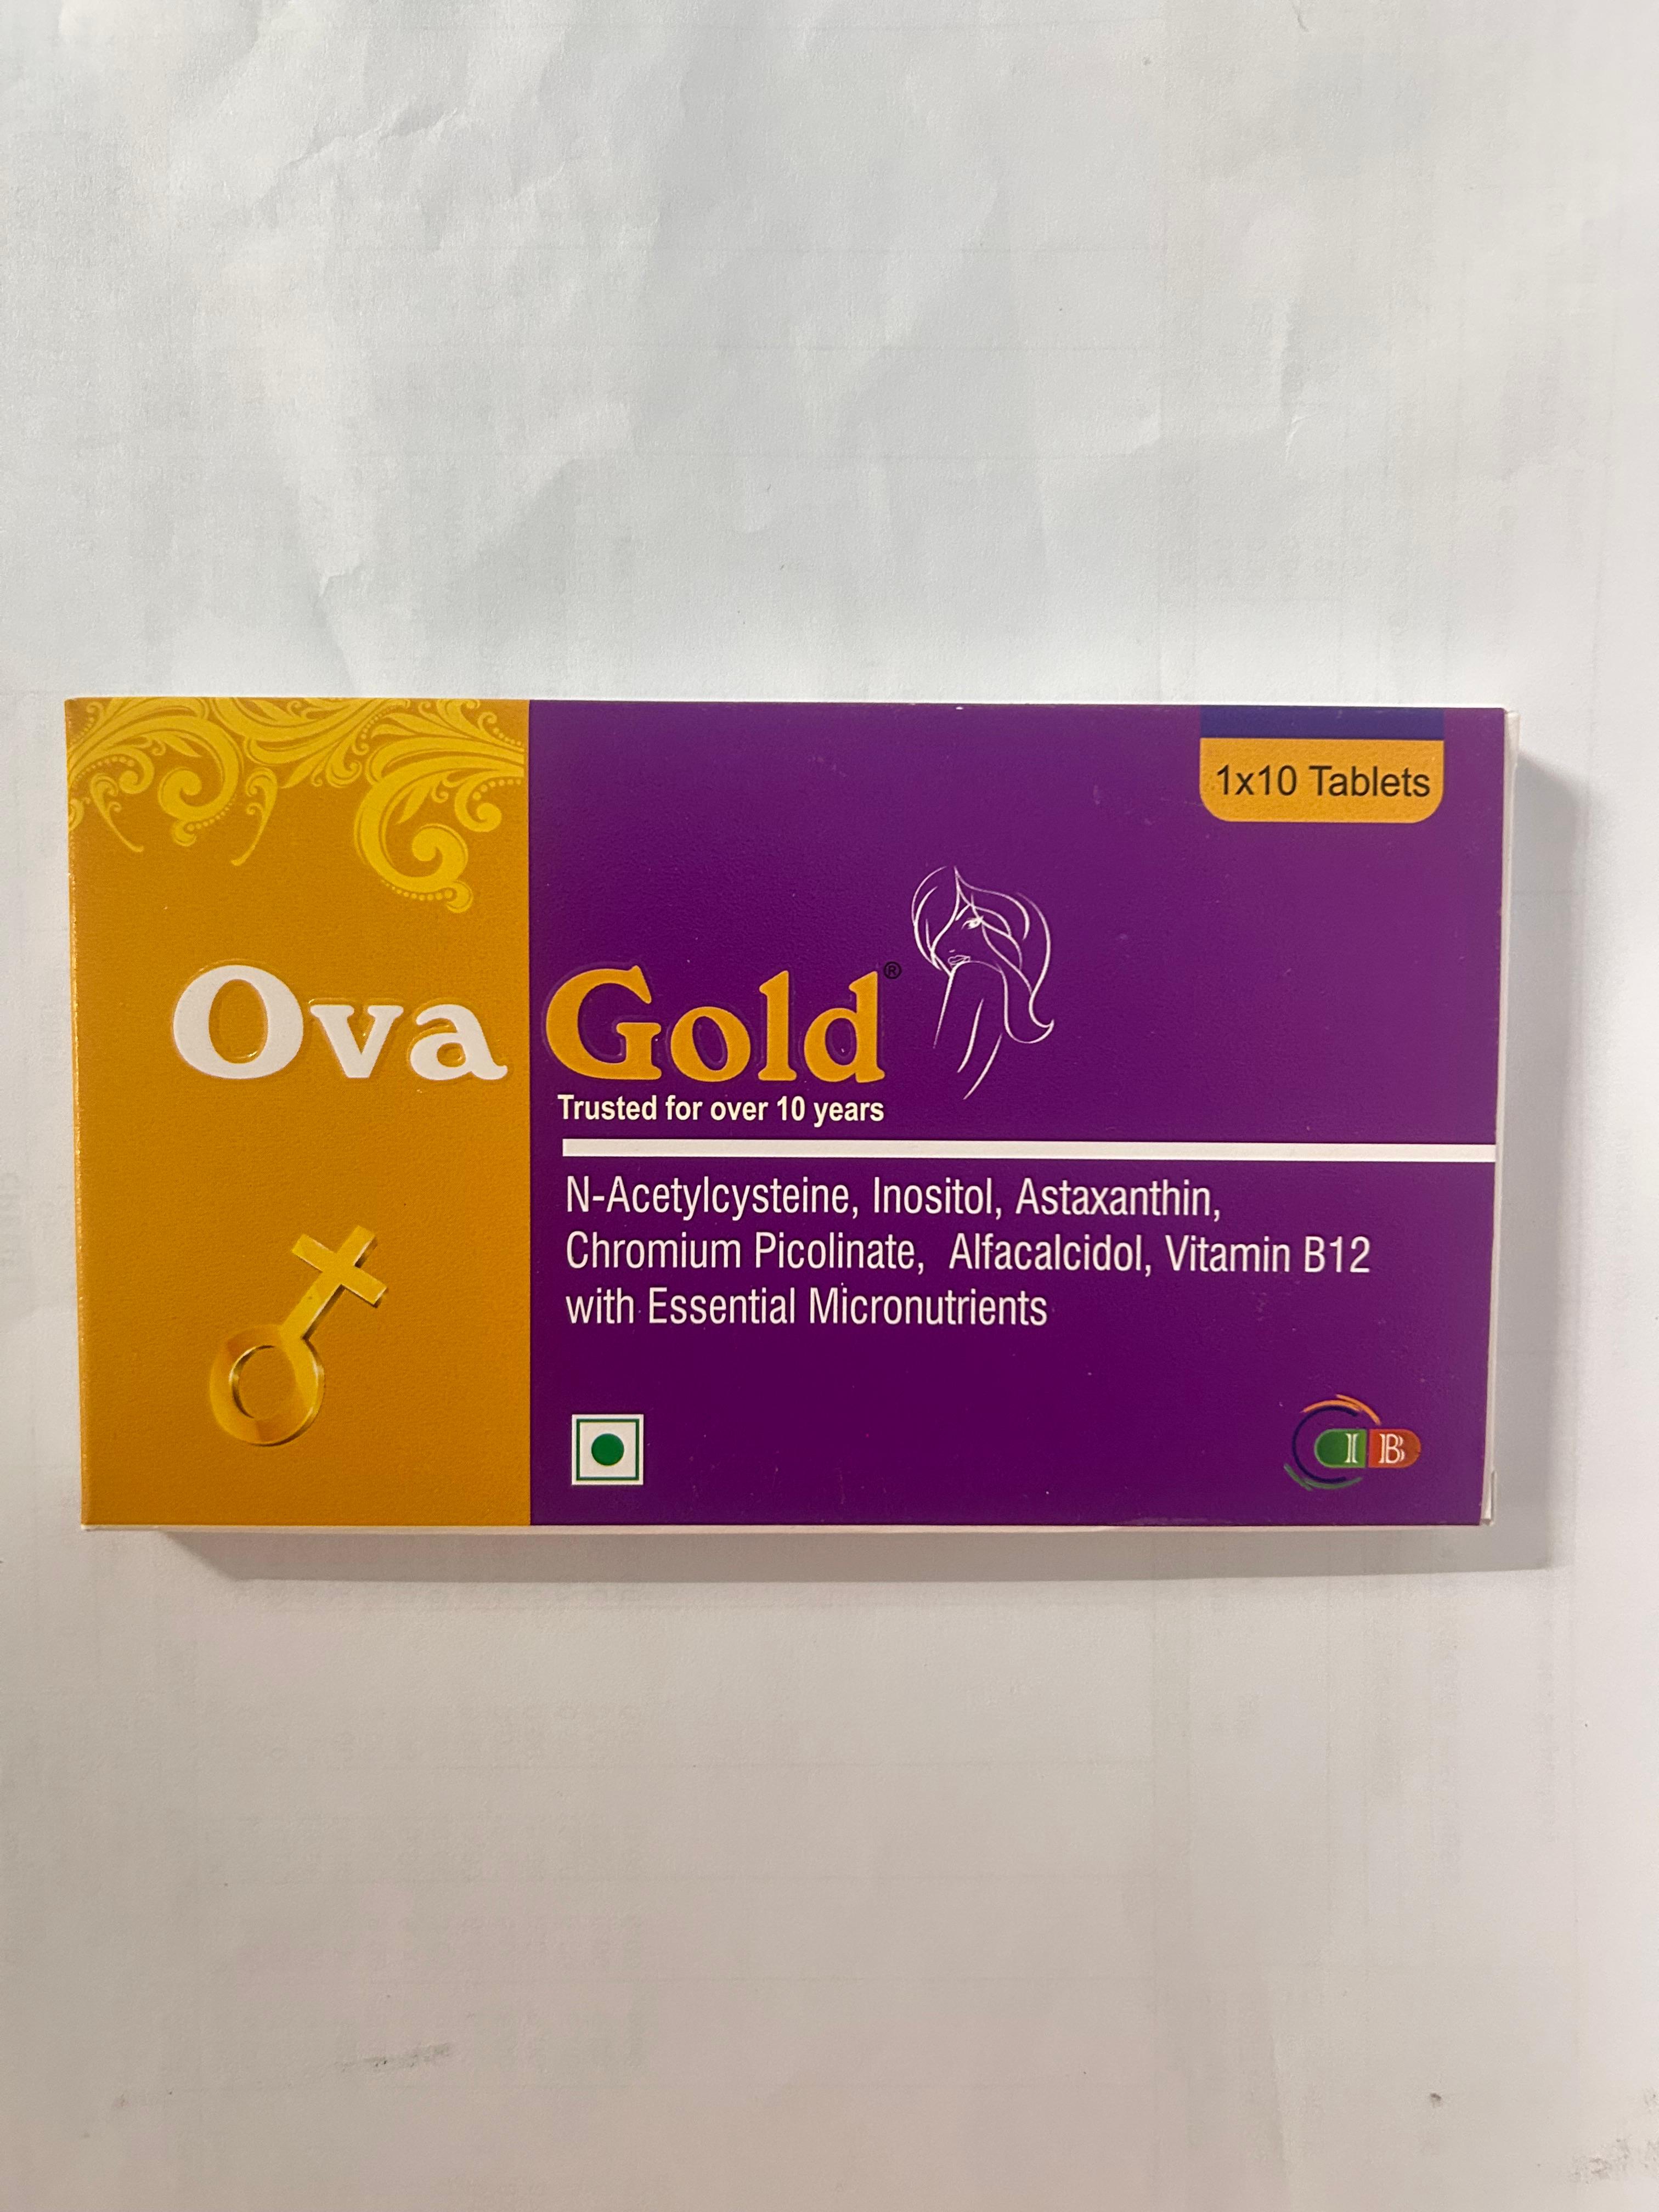 1x10 Tablets
Ova Gold®
Trusted for over 10 years
N-Acetylcysteine, Inositol, Astaxanthin,
Chromium Picolinate, Alfacalcidol, Vitamin B12
with Essential Micronutrients
IB